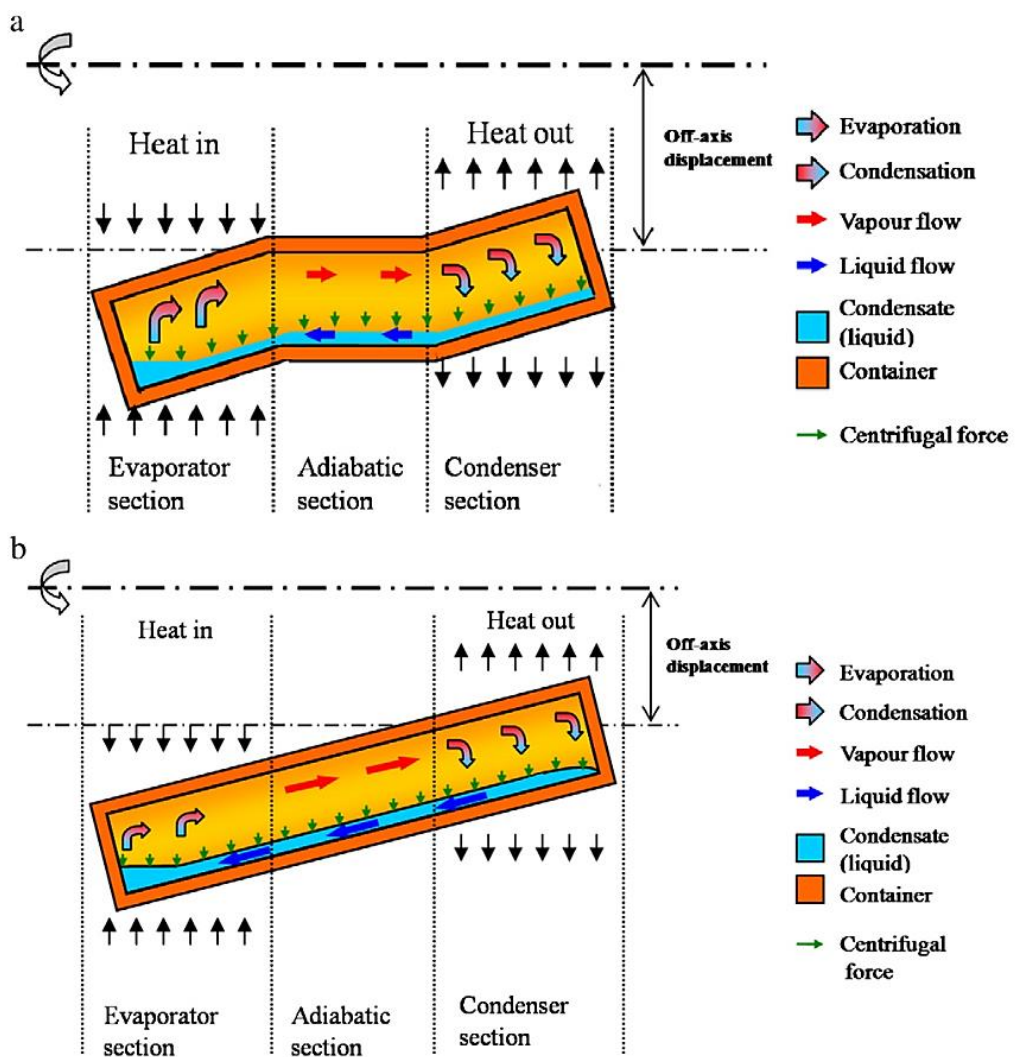 a
Heat in
Heat out
Off-axis
displacement
Evaporation
Condensation
Vapour flow
Liquid flow
Condensate
(liquid)
Container
Centrifugal force
Evaporator
section
Adiabatic
section
Condenser
section
b
Heat in
Heat out
Off-axis
displacement
Evaporation
Condensation
Vapour flow
Liquid flow
Condensate
(liquid)
Container
Centrifugal
force
Evaporator
section
Adiabatic
section
Condenser
section